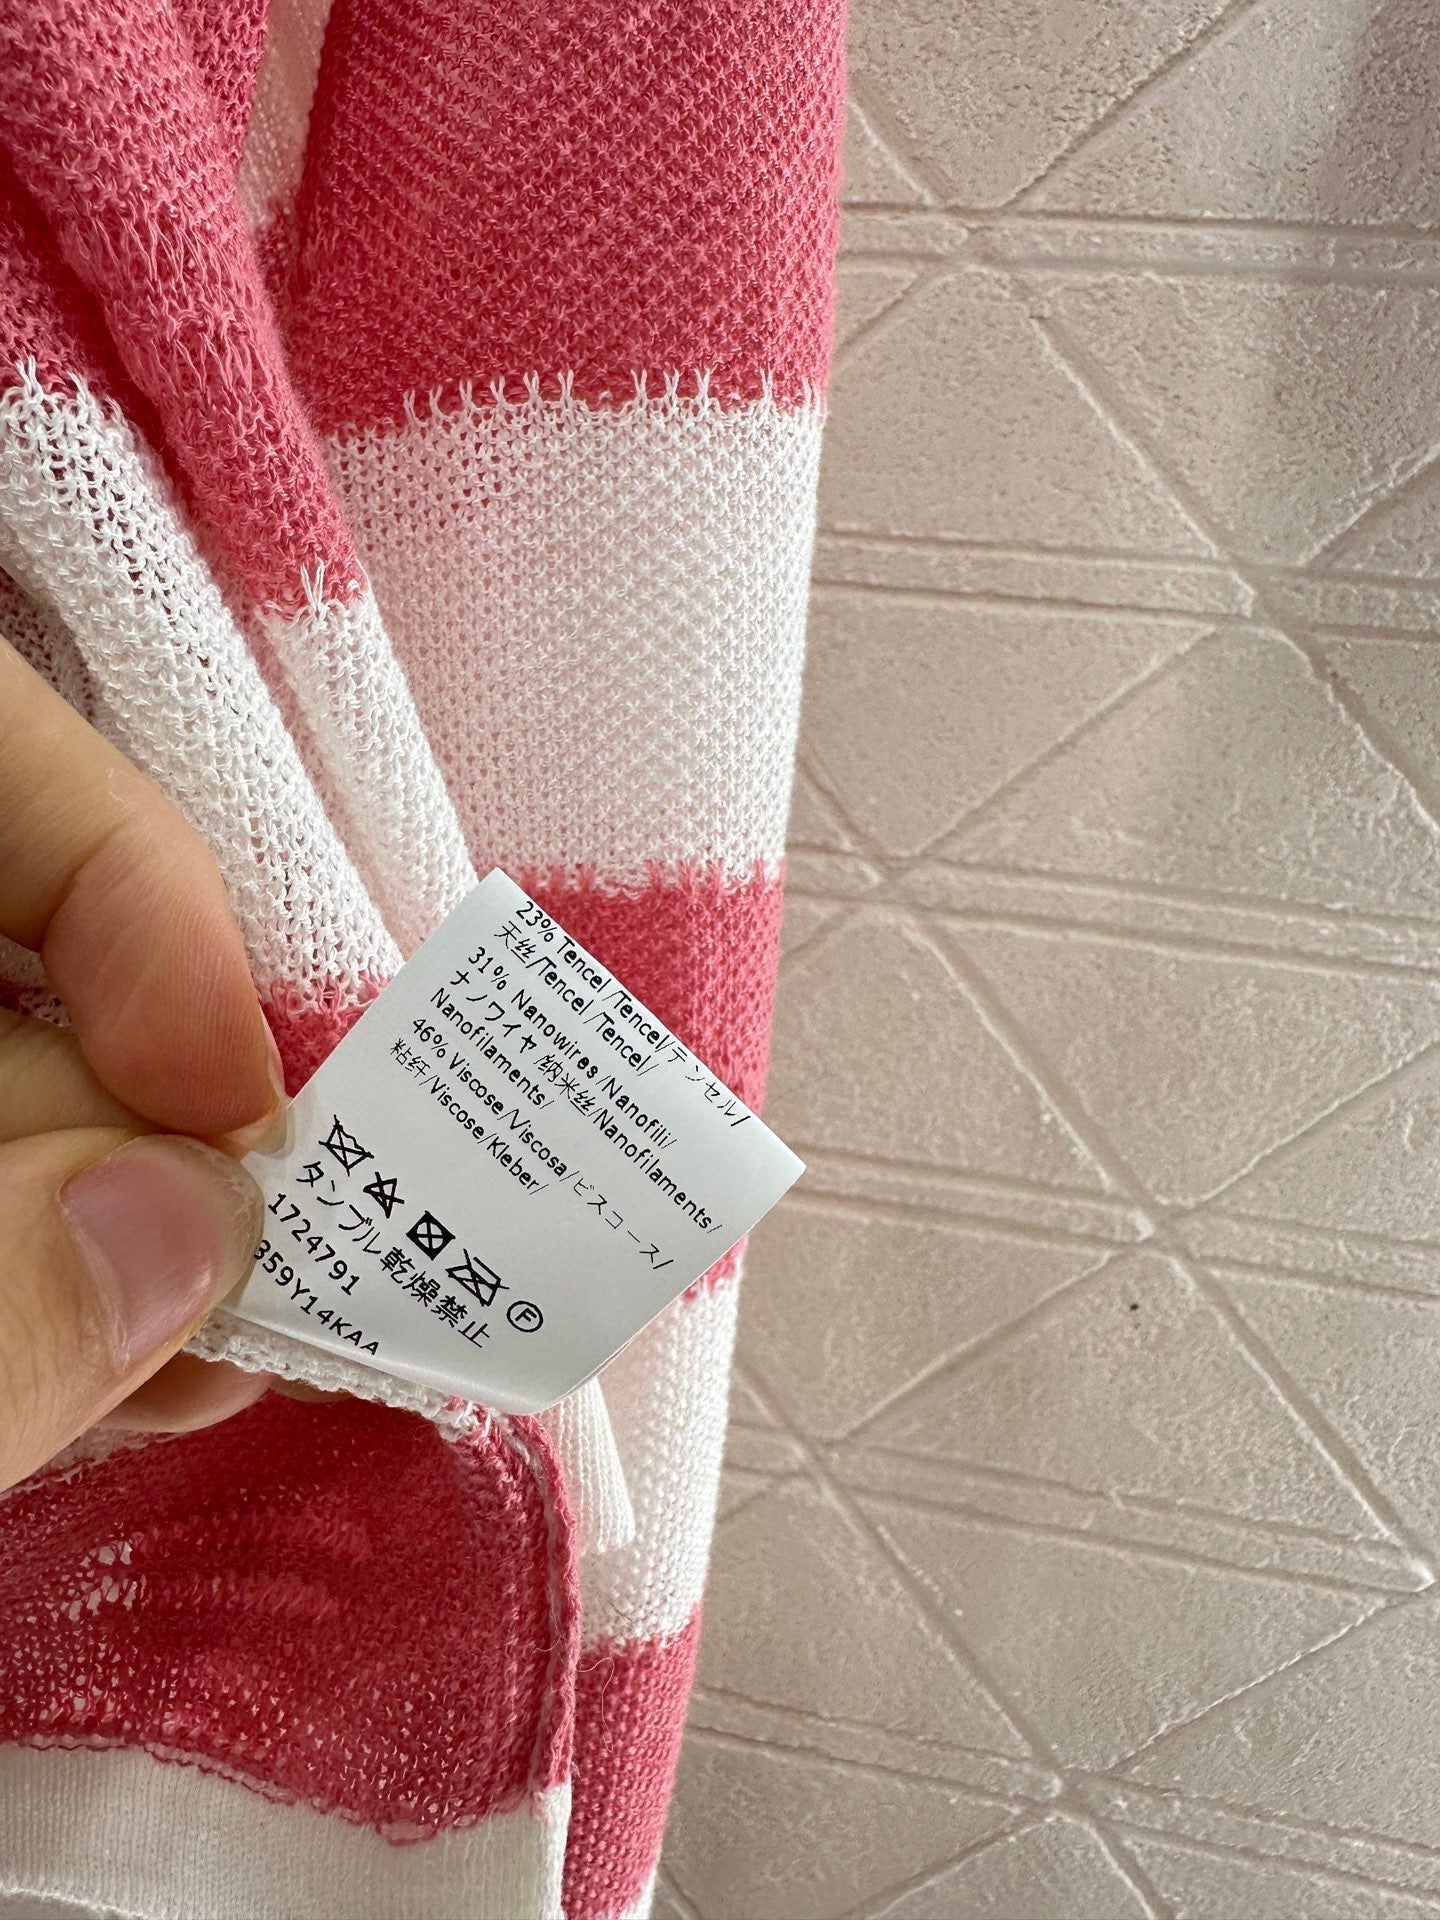 23% Tencel/Tencel/テンセル/
天丝/Tencel/Tencel/
31% Nanowires/Nanofili/
ナノワイヤ/纳米丝/Nanofilaments/
Nanofilaments/
46% Viscose/Viscosa/ビスコース/
粘纤/Viscose/Kleber/
F
タンブル乾燥禁止
1724791
359Y14KAA